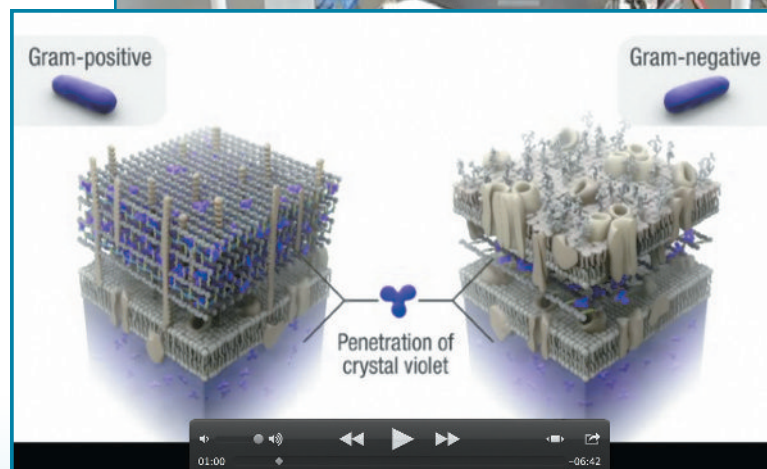 Gram-positive
Gram-negative
Penetration of
crystal violet
01:00
-06:42